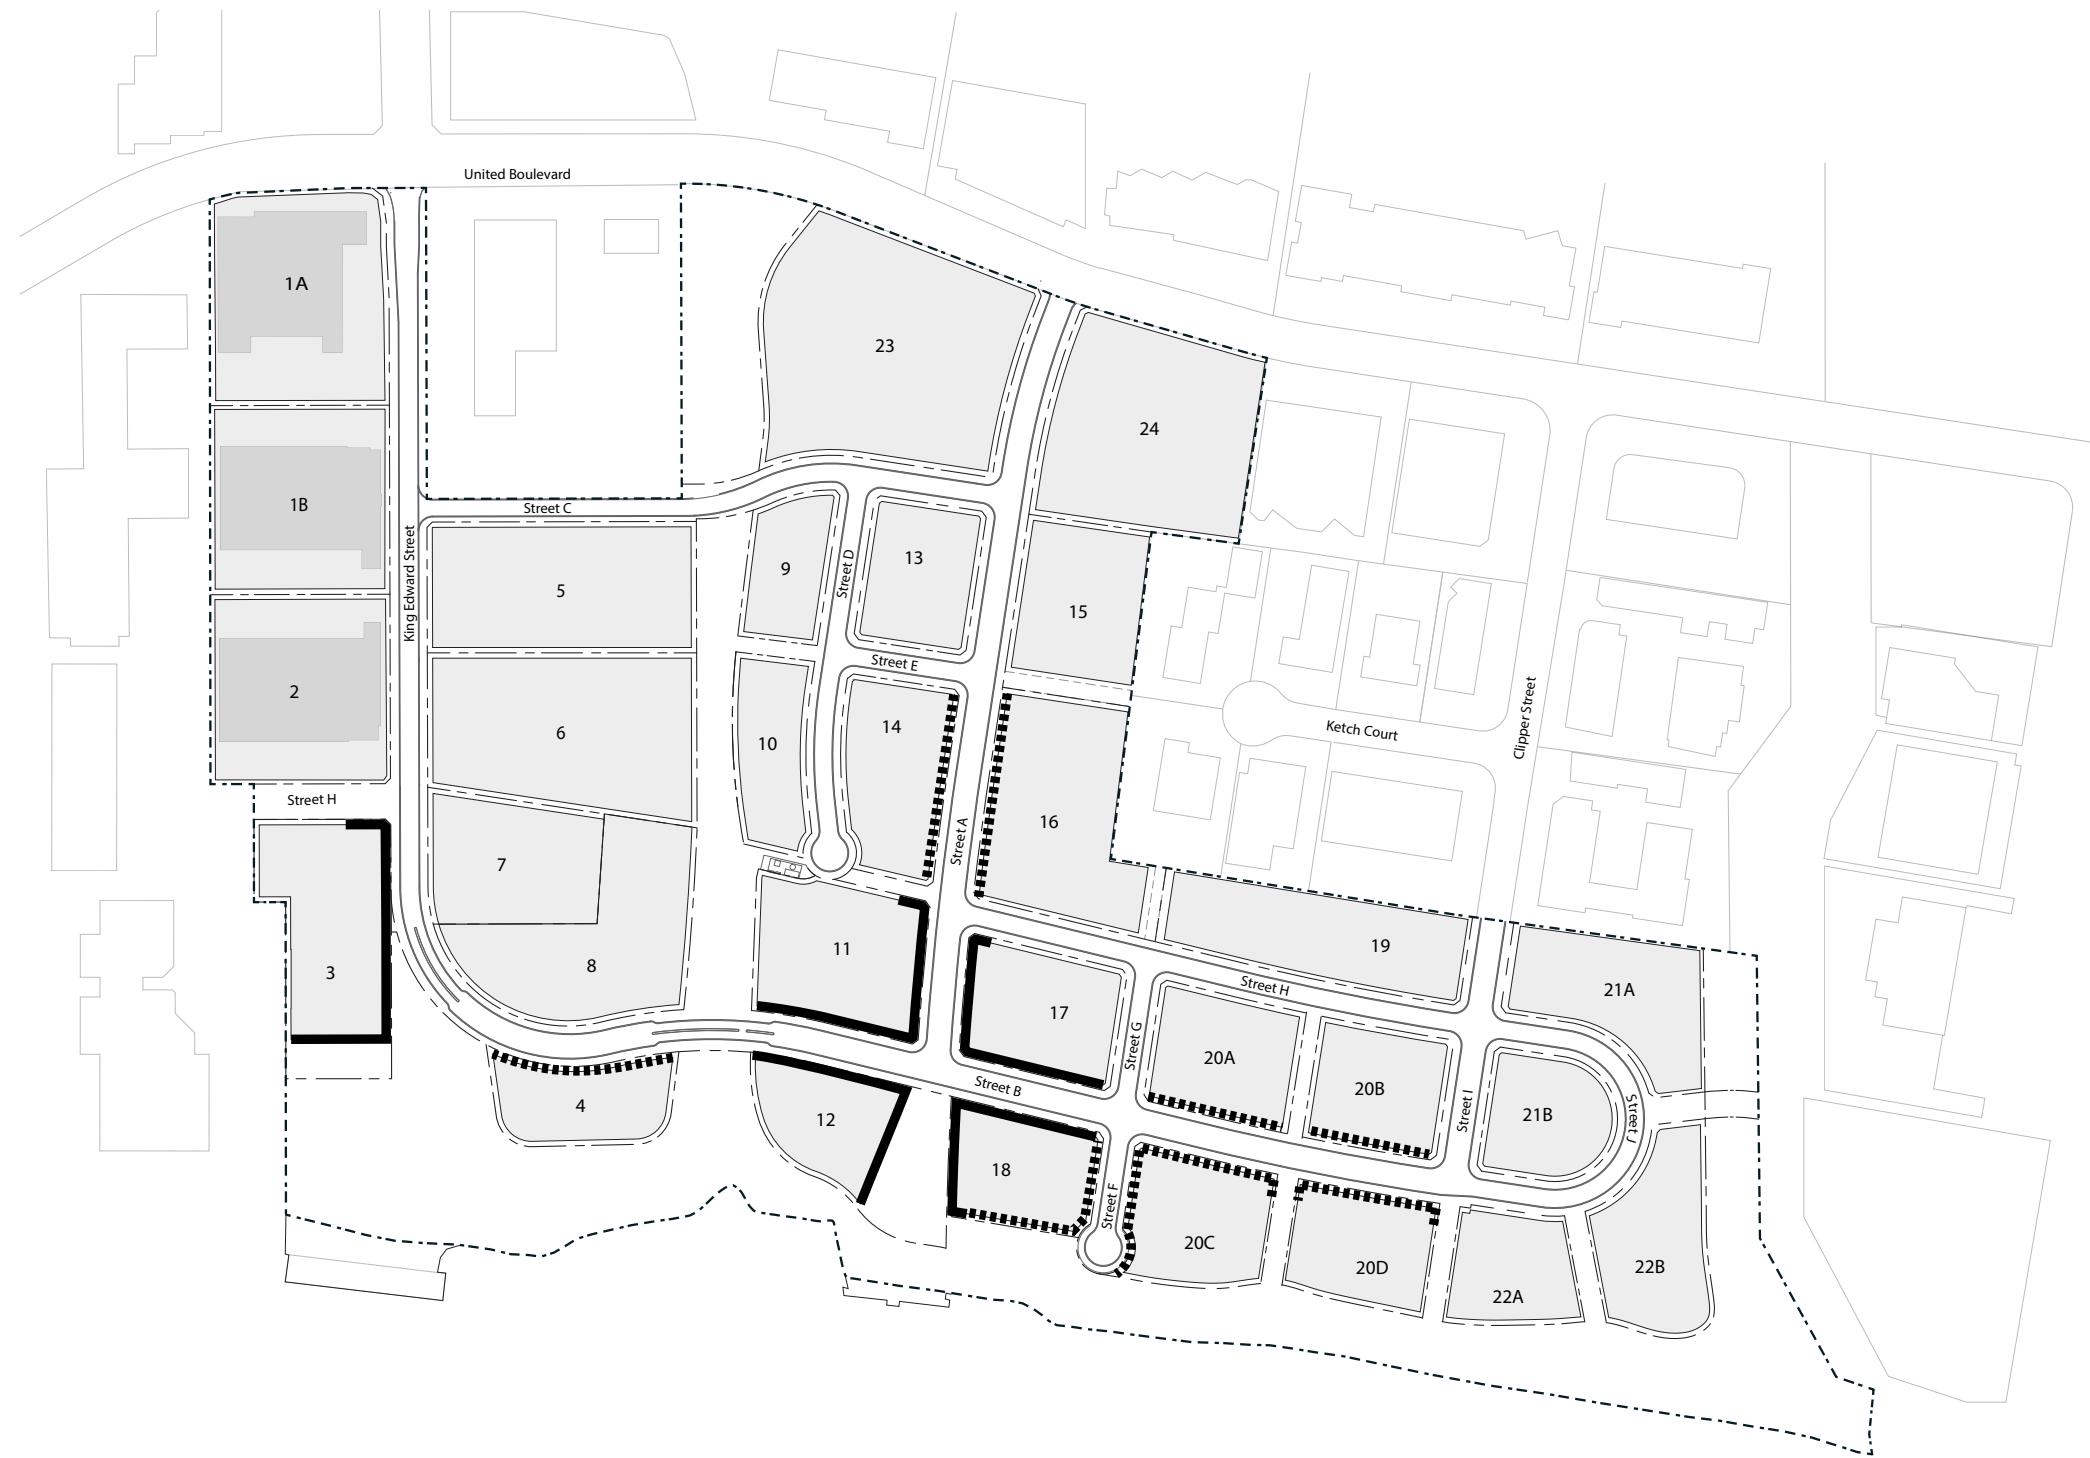 United Boulevard
1A
23
24
1B
Street C
King Edward Street
5
9
Street D
13
15
Street E
2
6
10
14
Clipper Street
Ketch Court
Street H
7
Street A
16
3
8
11
19
Street H
21A
17
Street G
20A
20B
Street I
21B
Street J
Street B
4
12
18
Street F
20C
20D
22A
22B